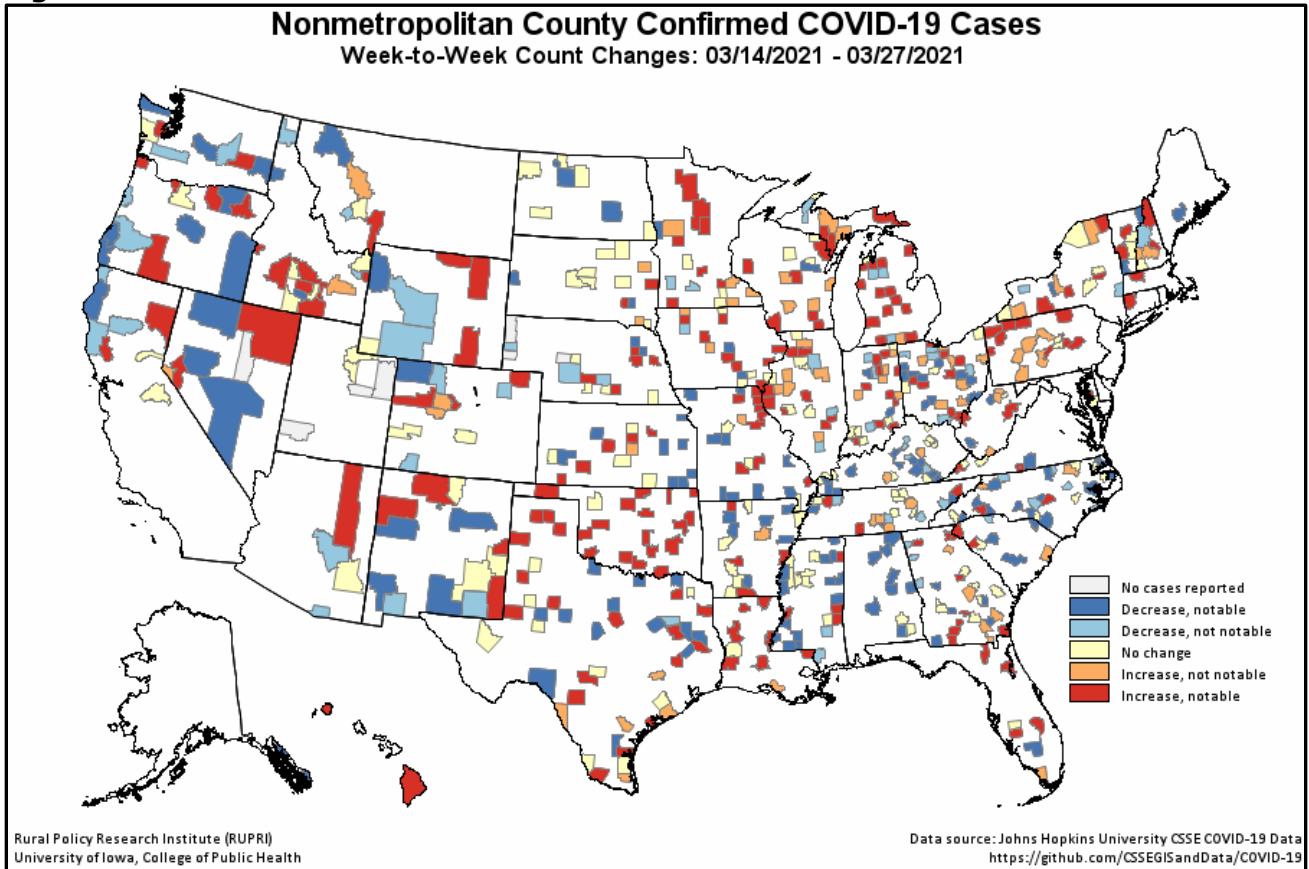 Nonmetropolitan County Confirmed COVID-19 Cases
Week-to-Week Count Changes: 03/14/2021 - 03/27/2021
No cases reported
Decrease, notable
Decrease, not notable
No change
Increase, not notable
Increase, notable
Rural Policy Research Institute (RUPRI)
University of Iowa, College of Public Health
Data source: Johns Hopkins University CSSE COVID-19 Data
https://github.com/CSSEGISandData/COVID-19